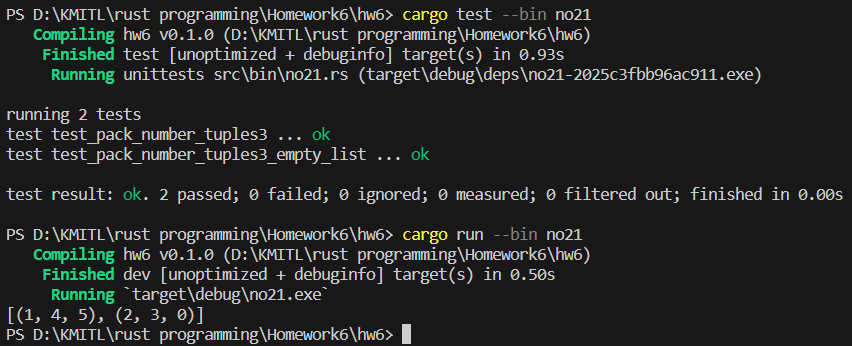 PS D:\KMITL\rust programming\Homework6\hw6> cargo test --bin no21
   Compiling hw6 v0.1.0 (D:\KMITL\rust programming\Homework6\hw6)
    Finished test [unoptimized + debuginfo] target(s) in 0.93s
     Running unittests src\bin\no21.rs (target\debug\deps\no21-2025c3fbb96ac911.exe)

running 2 tests
test test_pack_number_tuples3 ... ok
test test_pack_number_tuples3_empty_list ... ok

test result: ok. 2 passed; 0 failed; 0 ignored; 0 measured; 0 filtered out; finished in 0.00s

PS D:\KMITL\rust programming\Homework6\hw6> cargo run --bin no21
   Compiling hw6 v0.1.0 (D:\KMITL\rust programming\Homework6\hw6)
    Finished dev [unoptimized + debuginfo] target(s) in 0.50s
     Running `target\debug\no21.exe`
[(1, 4, 5), (2, 3, 0)]
PS D:\KMITL\rust programming\Homework6\hw6>